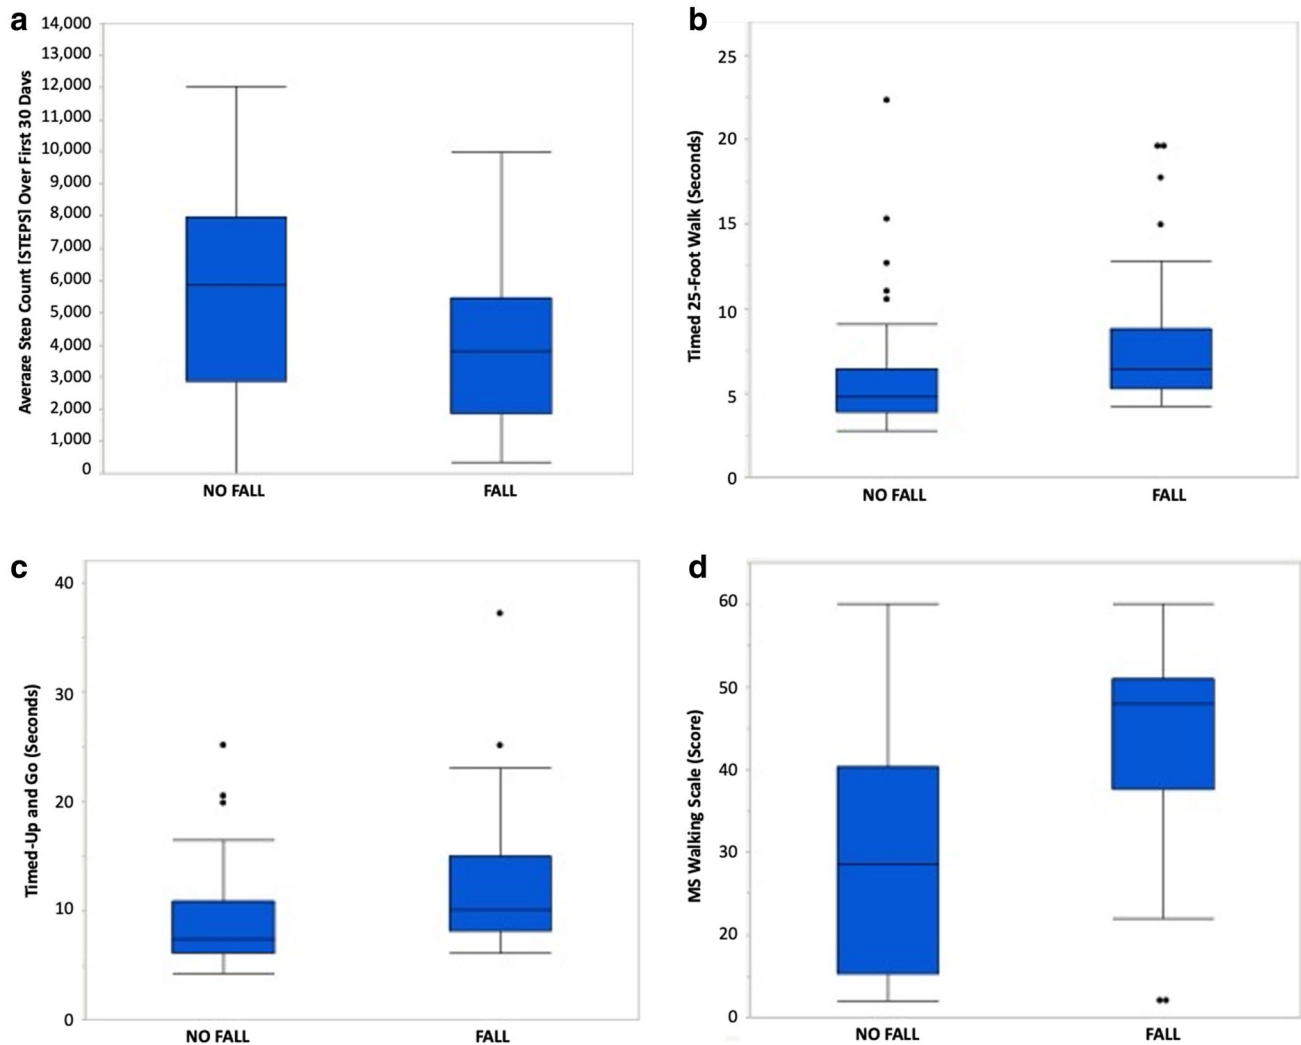 a
Average Step Count [STEPS] Over First 30 Days
14,000
13,000
12,000
11,000
10,000
9,000
8,000
7,000
6,000
5,000
4,000
3,000
2,000
1,000
0
NO FALL FALL
b
Timed 25-Foot Walk (Seconds)
25
20
15
10
5
0
NO FALL FALL
c
Timed-Up and Go (Seconds)
40
30
20
10
0
NO FALL FALL
d
MS Walking Scale (Score)
60
50
40
30
20
0
NO FALL FALL